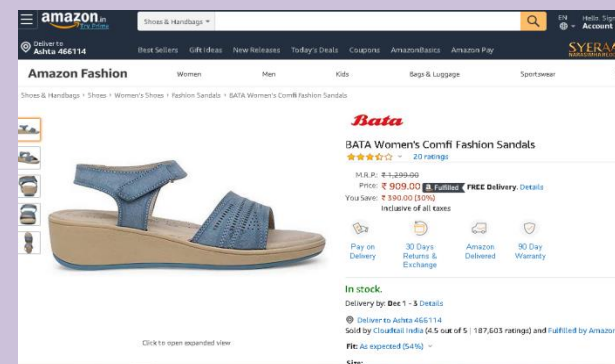 amazon.in
Try Prime
Shoes & Handbags
EN
Hello. Sign
Account
Deliver to
Ashta 466114
Best Sellers Gift Ideas New Releases Today's Deals Coupons AmazonBasics Amazon Pay
SYERAA
Amazon Fashion Women Men Kids Bags & Luggage Sportswear
Shoes & Handbags › Shoes › Women's Shoes › Fashion Sandals › BATA Women's Comfi Fashion Sandals
Bata
BATA Women's Comfi Fashion Sandals
20 ratings
M.R.P.: ₹ 1,299.00
Price: ₹ 909.00 a Fulfilled FREE Delivery. Details
You Save: ₹ 390.00 (30%)
Inclusive of all taxes
Pay on Delivery
30 Days Returns & Exchange
Amazon Delivered
90 Day Warranty
In stock.
Delivery by: Dec 1 - 3 Details
Deliver to Ashta 466114
Sold by Cloudtail India (4.5 out of 5 | 187,603 ratings) and Fulfilled by Amazon
Fit: As expected (54%)
Size:
Click to open expanded view